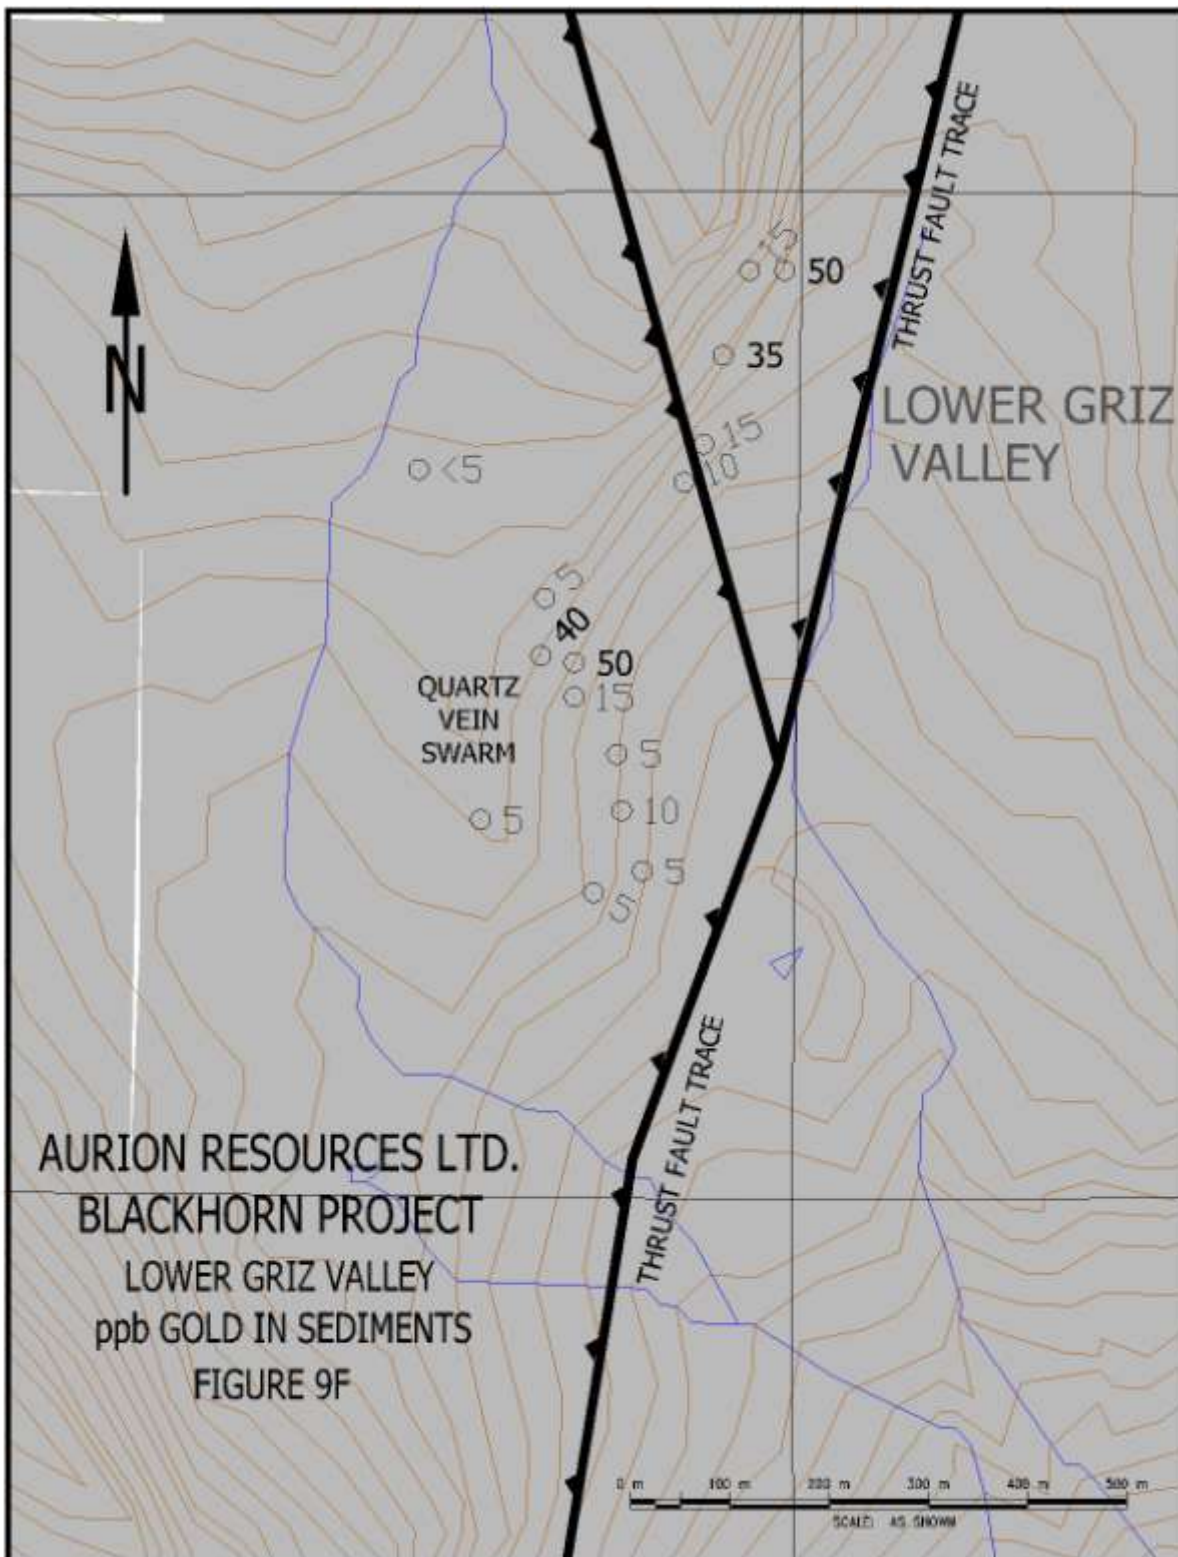 THRUST FAULT TRACE
15
50
35
LOWER GRIZ
VALLEY
15
10
<5
5
40
50
15
QUARTZ
VEIN
SWARM
5
10
5
5
5
N
THRUST FAULT TRACE
AURION RESOURCES LTD.
BLACKHORN PROJECT
LOWER GRIZ VALLEY
ppb GOLD IN SEDIMENTS
FIGURE 9F
0 m 100 m 200 m 300 m 400 m 500 m
SCALE: AS SHOWN